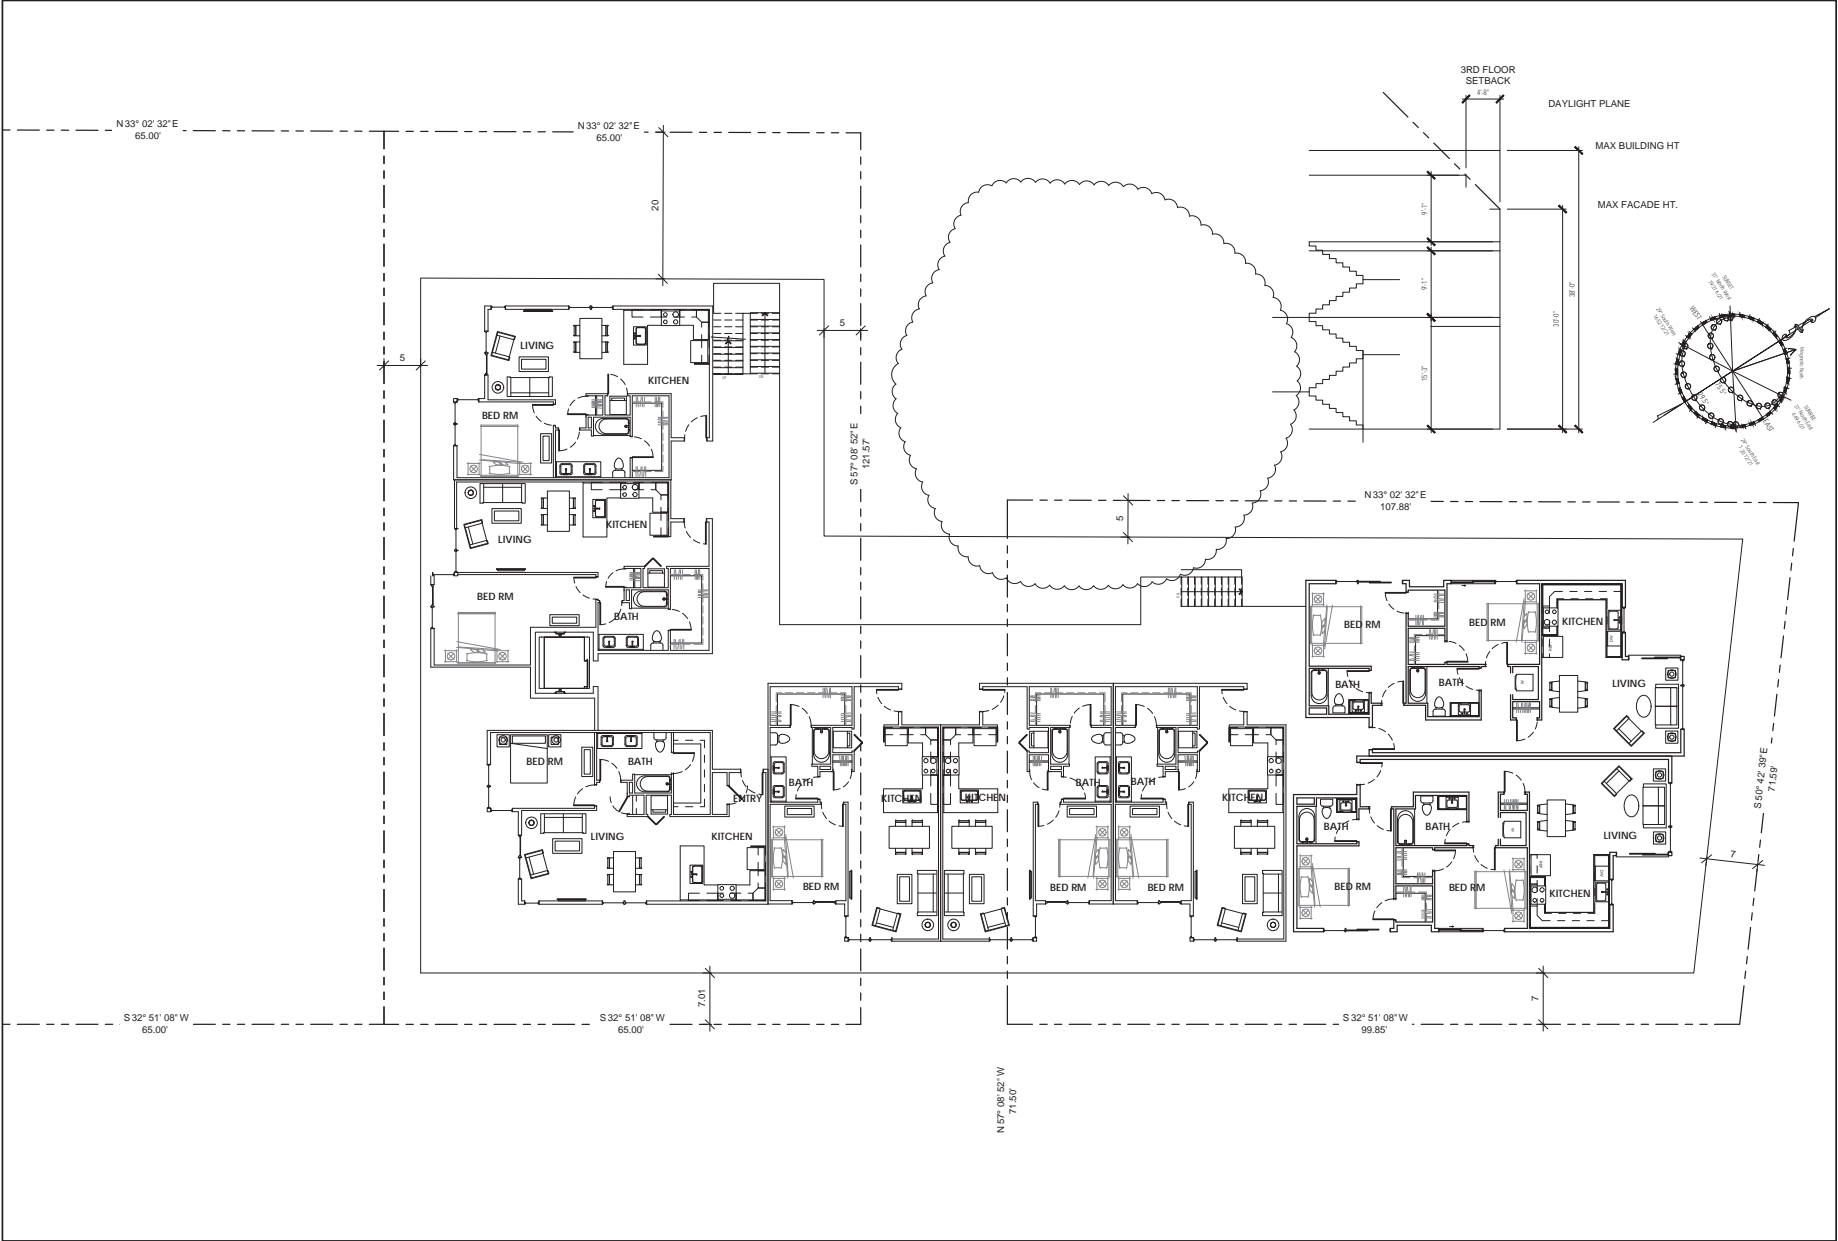 3RD FLOOR
SETBACK
4'-8"
DAYLIGHT PLANE
N 33° 02' 32" E
65.00'
N 33° 02' 32" E
65.00'
MAX BUILDING HT
20
MAX FACADE HT.
9'-1"
9'-1"
15'-3"
30'-0"
38'-0"
WEST
EAST
SUNSET
SUNRISE
Magnetic North
5
5
LIVING
KITCHEN
BED RM
S 57° 08' 52" E
121.57'
N 33° 02' 32" E
107.88'
5
KITCHEN
LIVING
BED RM
BATH
BED RM
BED RM
KITCHEN
BATH
BATH
LIVING
BED RM
BATH
ENTRY
BATH
KITCHEN
KITCHEN
BATH
BATH
KITCHEN
LIVING
KITCHEN
BED RM
BED RM
BED RM
BATH
BATH
LIVING
BED RM
BED RM
KITCHEN
S 50° 42' 39" E
71.59'
7
7.01
7
S 32° 51' 08" W
65.00'
S 32° 51' 08" W
65.00'
S 32° 51' 08" W
99.85'
N 57° 08' 52" W
71.50'